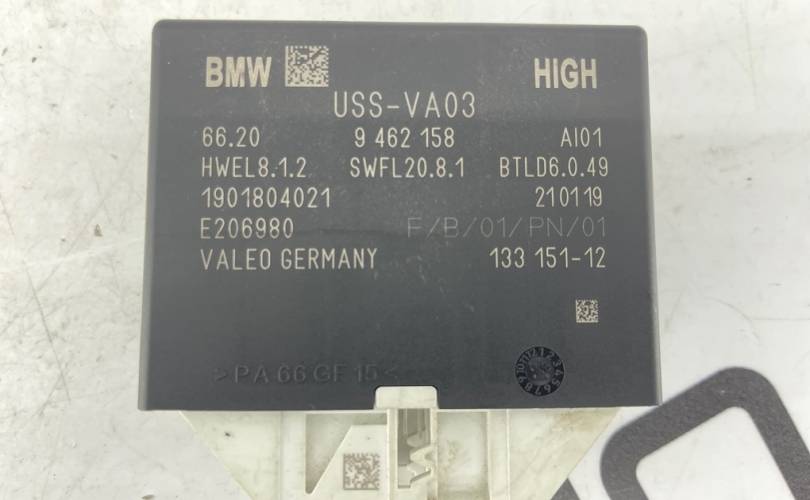 BMW HIGH
USS-VA03
66.20 9 462 158 AI01
HWEL8.1.2 SWFL20.8.1 BTLD6.0.49
1901804021 210119
E206980 F/B/01/PN/01
VALEO GERMANY 133 151-12
>PA 66 GF 15<